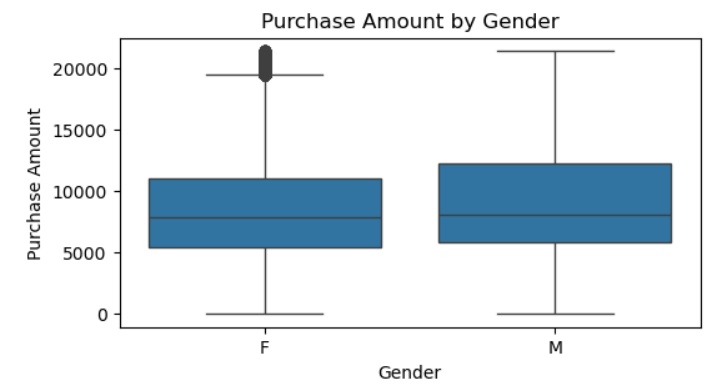 Purchase Amount by Gender
Purchase Amount
20000
15000
10000
5000
0
F M
Gender